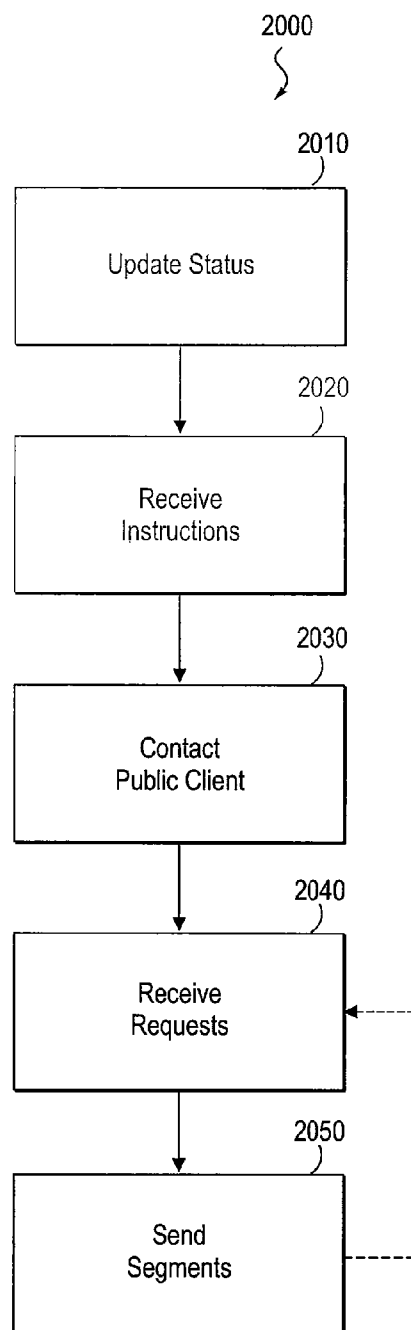 2000
2010
Update Status
2020
Receive
Instructions
2030
Contact
Public Client
2040
Receive
Requests
2050
Send
Segments